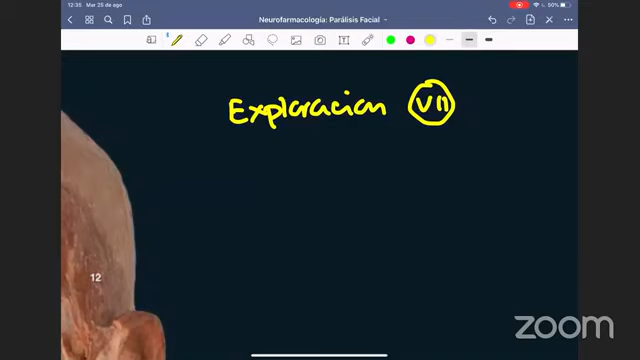 12:35 Mar 25 de ago 50%
Neurofarmacología: Parálisis Facial
Exploracion VII
12
zoom